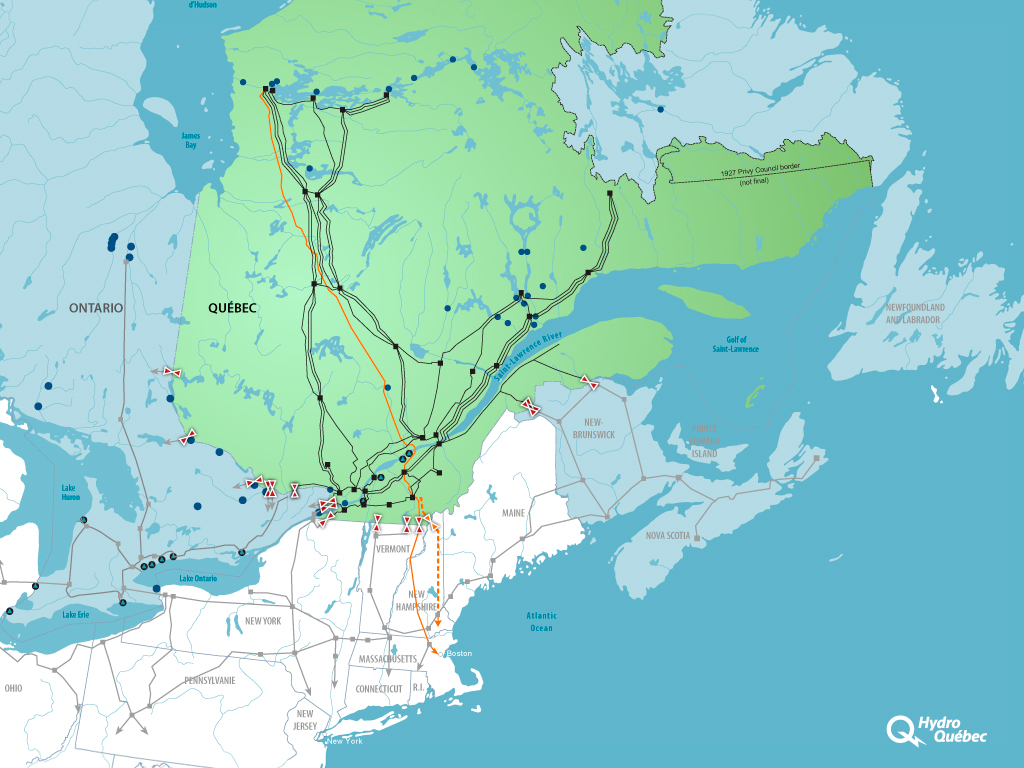 d'Hudson
James
Bay
1927 Privy Council border
(not final)
ONTARIO
QUÉBEC
NEWFOUNDLAND
AND LABRADOR
Gulf of
Saint-Lawrence
Saint-Lawrence River
NEW-
BRUNSWICK
PRINCE
EDWARD
ISLAND
Lake
Huron
MAINE
NOVA SCOTIA
VERMONT
Lake Ontario
NEW
HAMPSHIRE
Lake Erie
NEW YORK
Atlantic
Ocean
Boston
MASSACHUSETTS
PENNSYLVANIE
OHIO
CONNECTICUT
R.I.
NEW
JERSEY
New York
Hydro
Québec